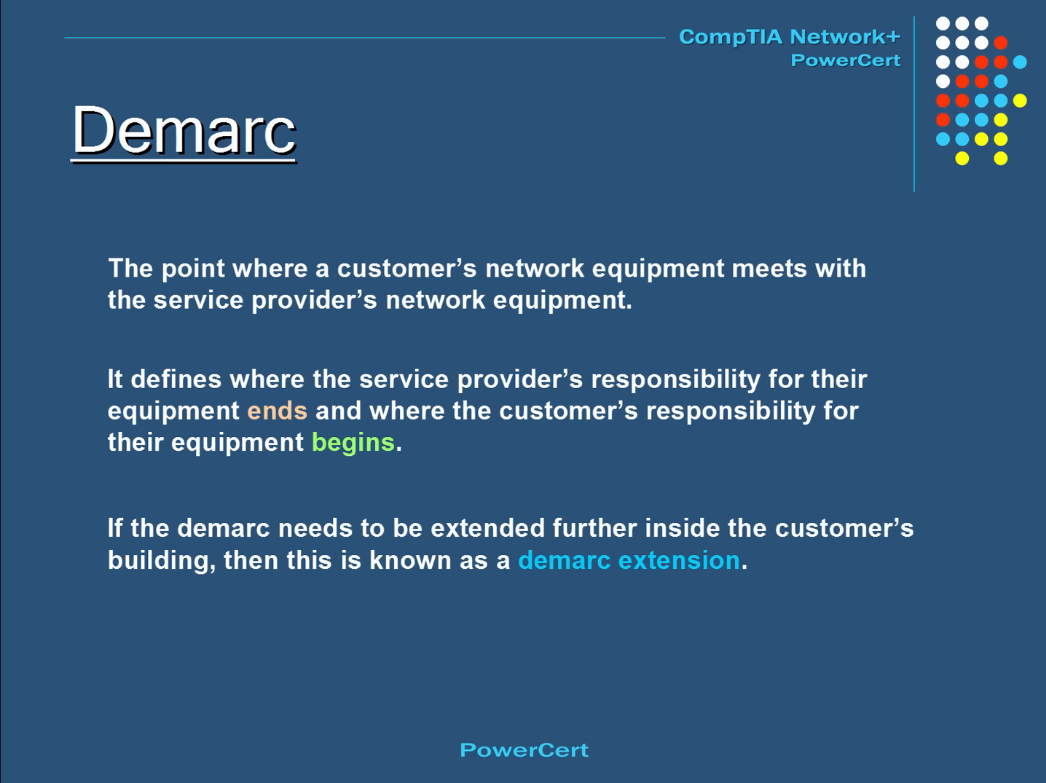 CompTIA Network+
PowerCert
Demarc
The point where a customer’s network equipment meets with
the service provider’s network equipment.
It defines where the service provider’s responsibility for their
equipment ends and where the customer’s responsibility for
their equipment begins.
If the demarc needs to be extended further inside the customer’s
building, then this is known as a demarc extension.
PowerCert